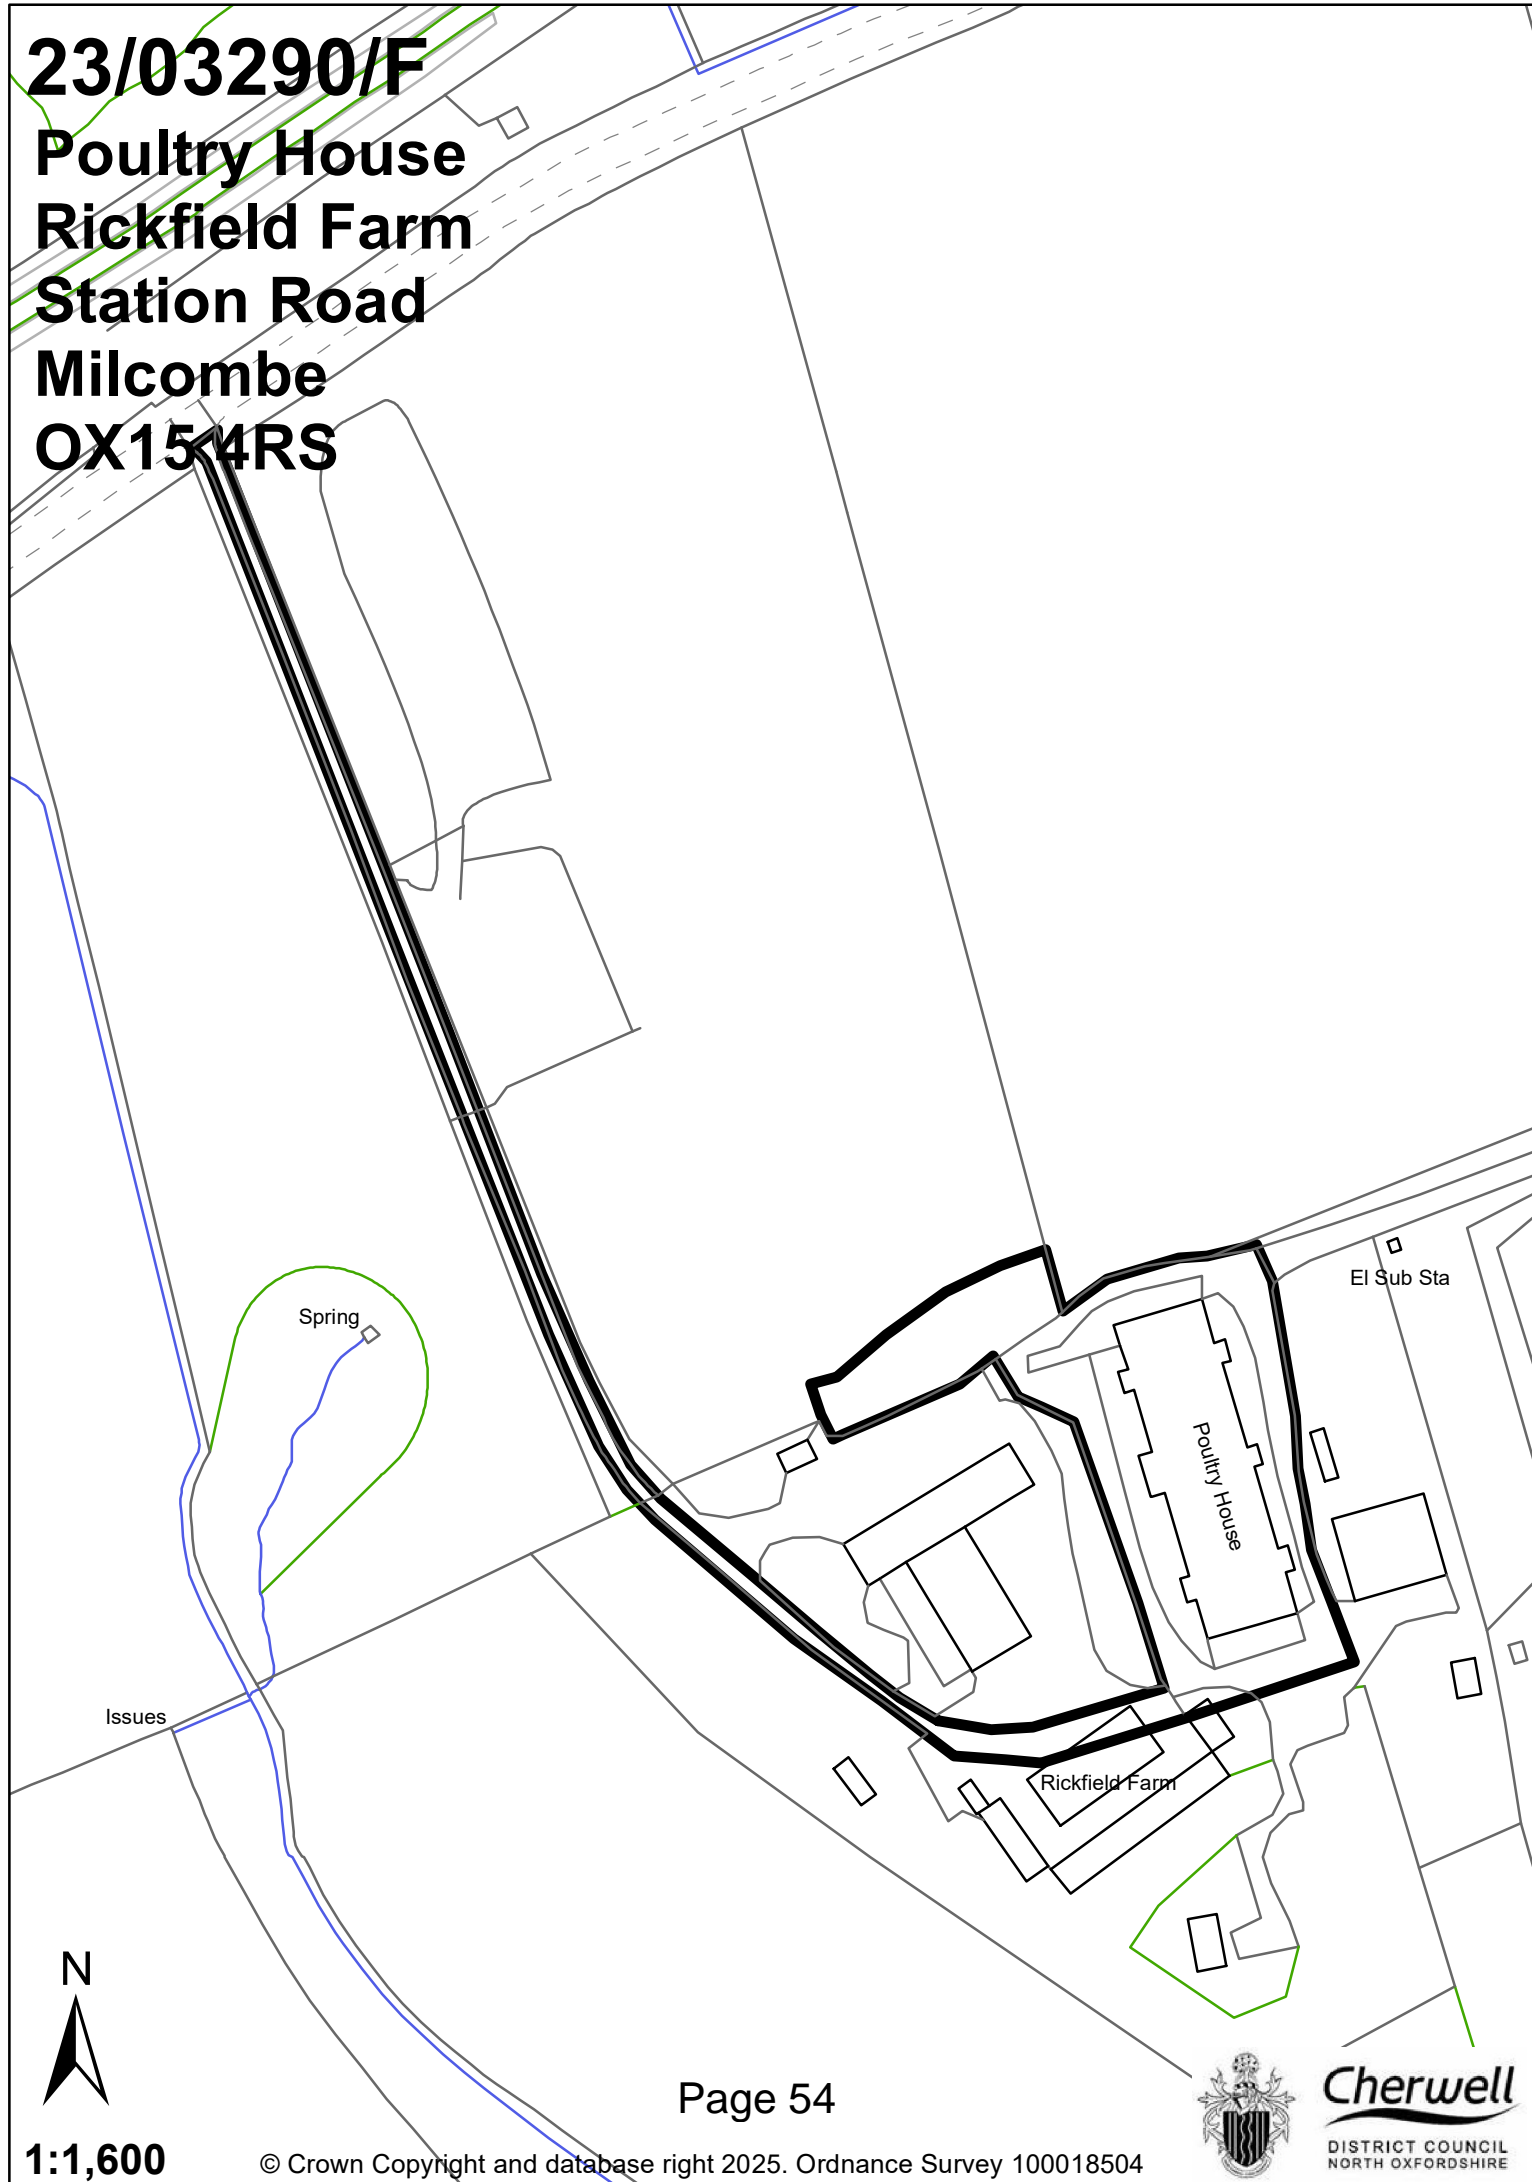 23/03290/F
Poultry House
Rickfield Farm
Station Road
Milcombe
OX15 4RS
El Sub Sta
Spring
Poultry House
Issues
Rickfield Farm
N
Page 54
1:1,600
© Crown Copyright and database right 2025. Ordnance Survey 100018504
Cherwell
DISTRICT COUNCIL
NORTH OXFORDSHIRE